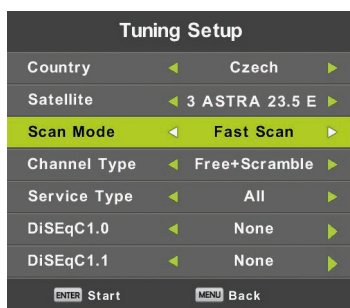 Tuning Setup
Country Czech
Satellite 3 ASTRA 23.5 E
Scan Mode Fast Scan
Channel Type Free+Scramble
Service Type All
DiSEqC1.0 None
DiSEqC1.1 None
ENTER Start MENU Back